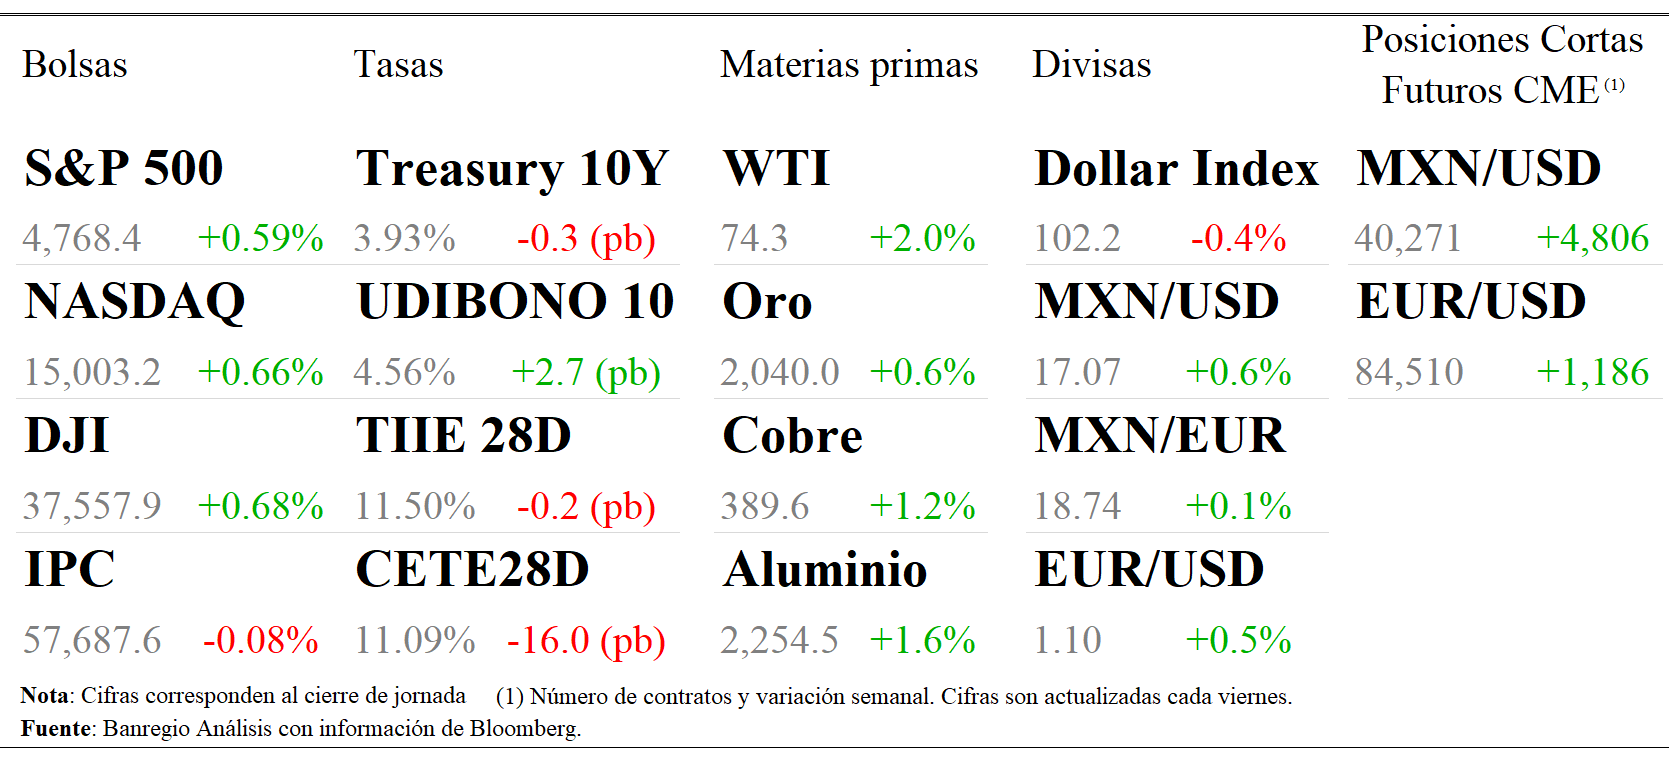 Bolsas Tasas Materias primas Divisas Posiciones Cortas
Futuros CME (1)
S&P 500 Treasury 10Y WTI Dollar Index MXN/USD
4,768.4 +0.59% 3.93% -0.3 (pb) 74.3 +2.0% 102.2 -0.4% 40,271 +4,806
NASDAQ UDIBONO 10 Oro MXN/USD EUR/USD
15,003.2 +0.66% 4.56% +2.7 (pb) 2,040.0 +0.6% 17.07 +0.6% 84,510 +1,186
DJI TIIE 28D Cobre MXN/EUR
37,557.9 +0.68% 11.50% -0.2 (pb) 389.6 +1.2% 18.74 +0.1%
IPC CETE28D Aluminio EUR/USD
57,687.6 -0.08% 11.09% -16.0 (pb) 2,254.5 +1.6% 1.10 +0.5%
Nota: Cifras corresponden al cierre de jornada (1) Número de contratos y variación semanal. Cifras son actualizadas cada viernes.
Fuente: Banregio Análisis con información de Bloomberg.